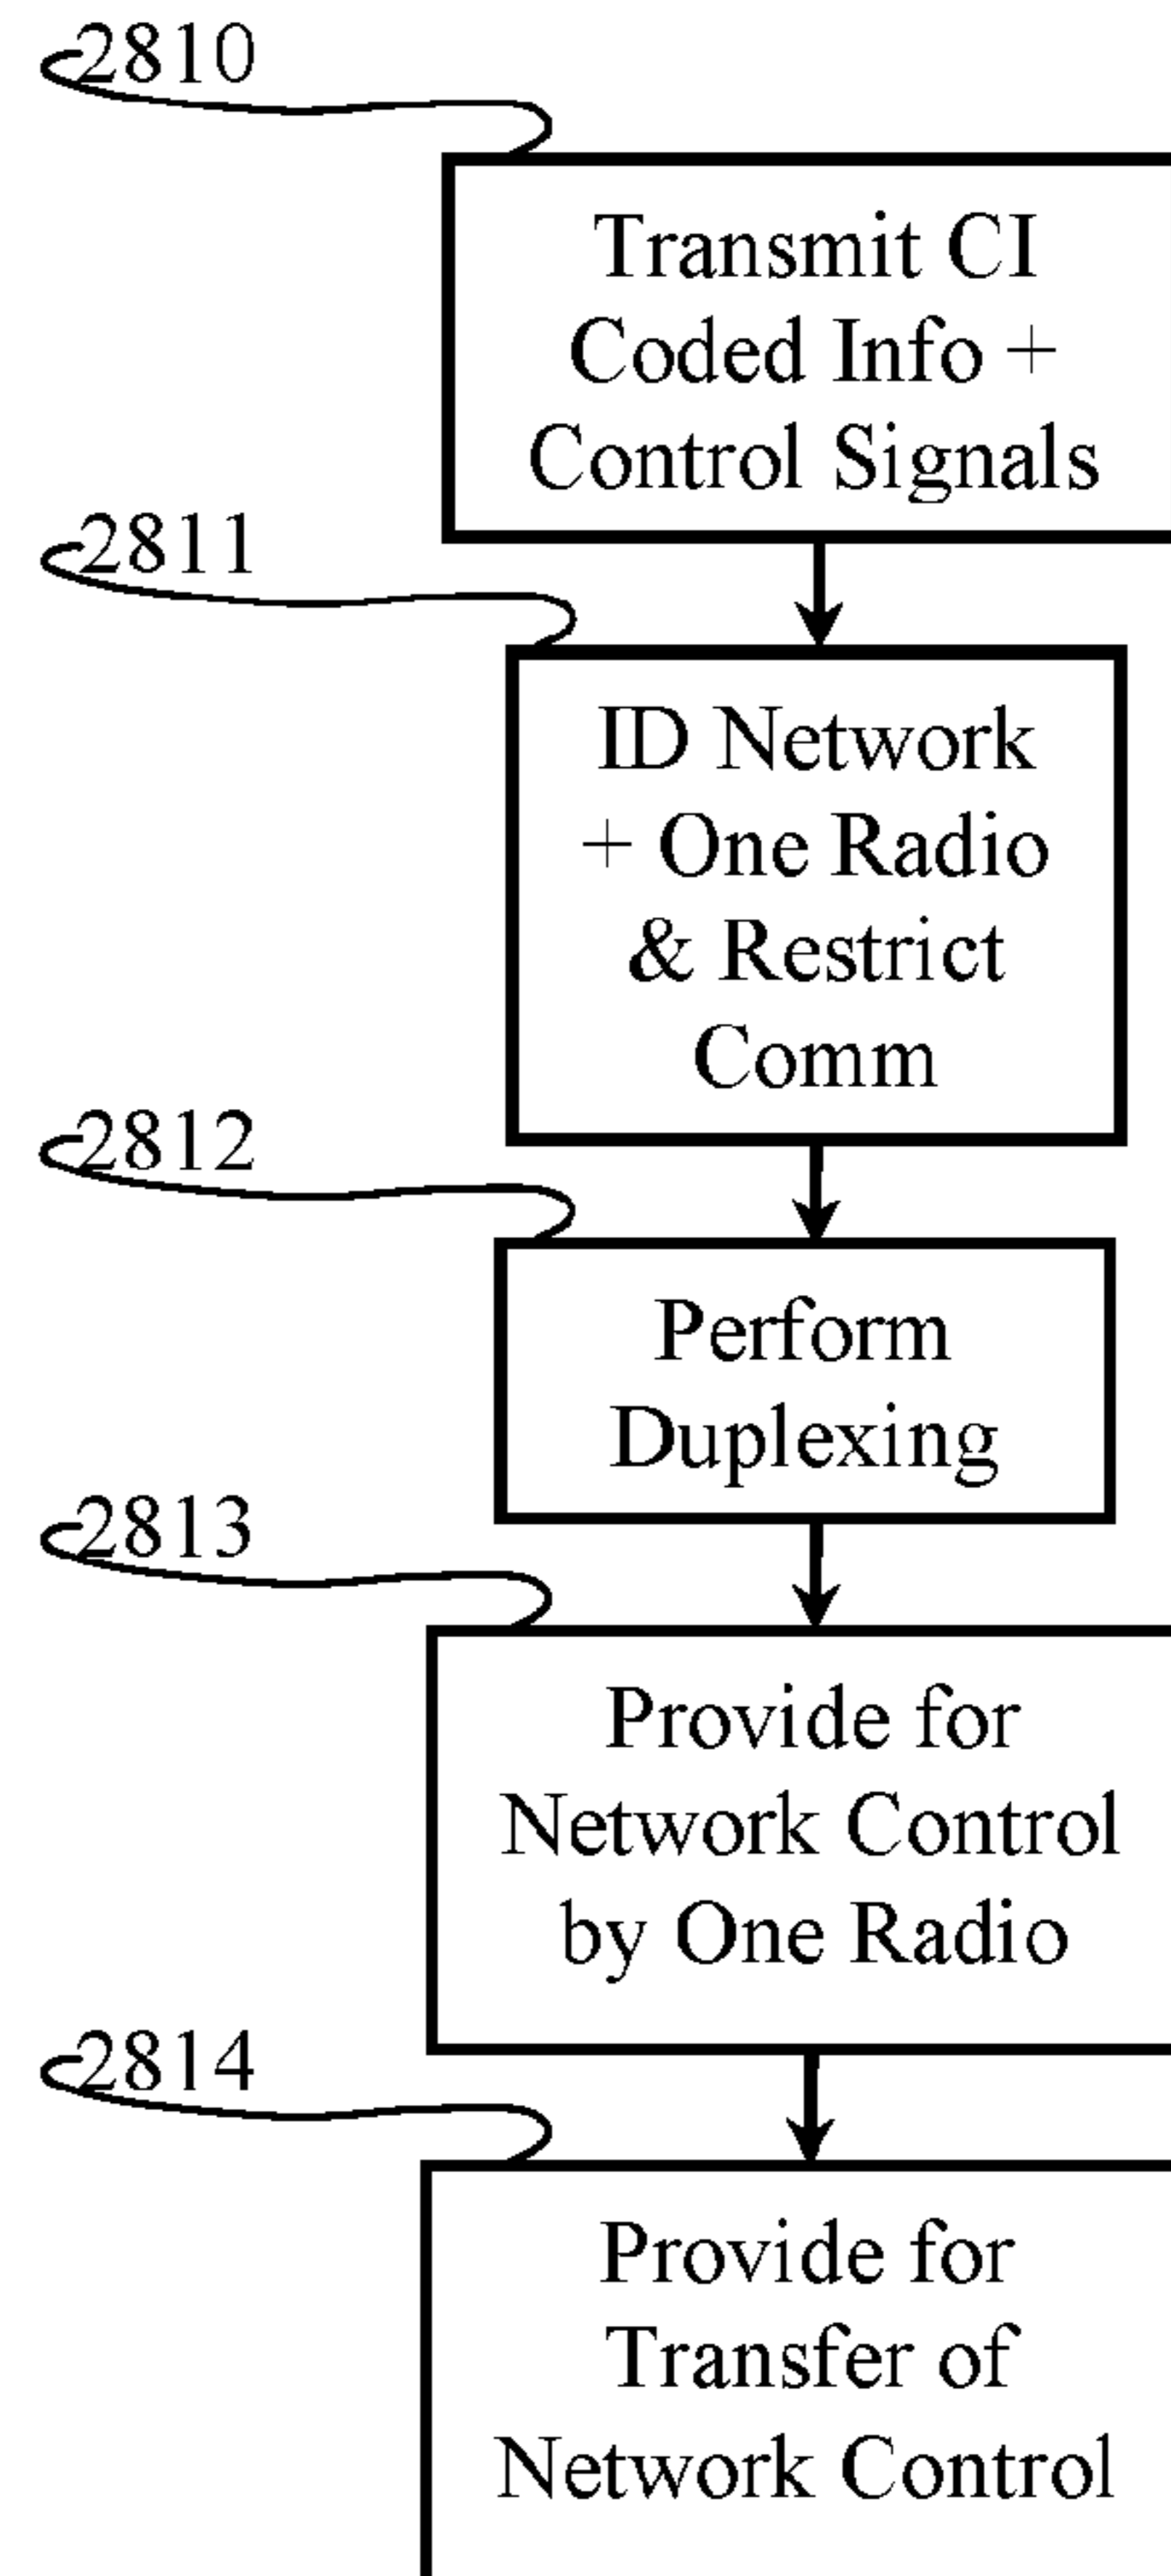 2810
Transmit CI
Coded Info +
Control Signals
2811
ID Network
+ One Radio
& Restrict
Comm
2812
Perform
Duplexing
2813
Provide for
Network Control
by One Radio
2814
Provide for
Transfer of
Network Control